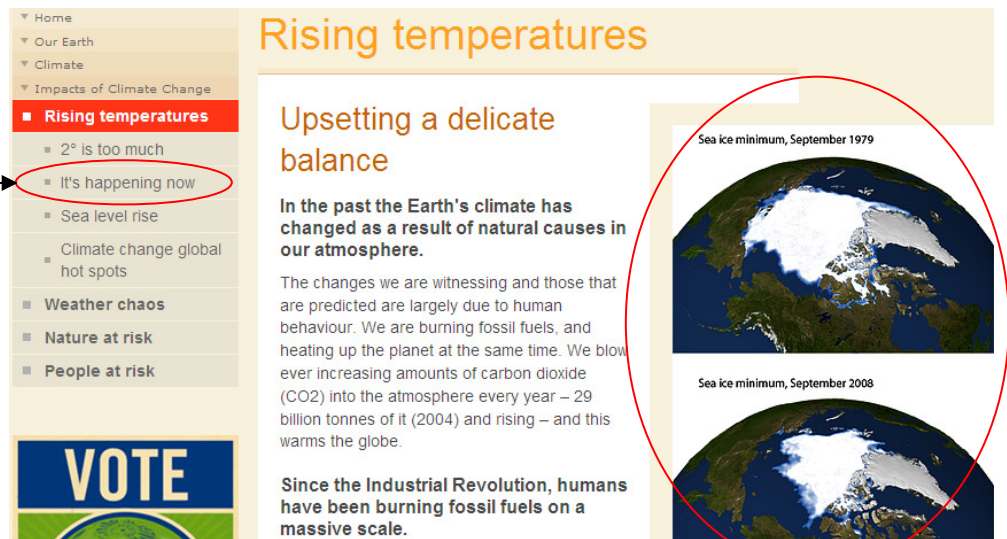 Home
Our Earth
Climate
Impacts of Climate Change
Rising temperatures
2° is too much
It's happening now
Sea level rise
Climate change global
hot spots
Weather chaos
Nature at risk
People at risk
VOTE
Rising temperatures
Upsetting a delicate
balance
In the past the Earth's climate has
changed as a result of natural causes in
our atmosphere.
The changes we are witnessing and those that
are predicted are largely due to human
behaviour. We are burning fossil fuels, and
heating up the planet at the same time. We blow
ever increasing amounts of carbon dioxide
(CO2) into the atmosphere every year – 29
billion tonnes of it (2004) and rising – and this
warms the globe.
Since the Industrial Revolution, humans
have been burning fossil fuels on a
massive scale.
Sea ice minimum, September 1979
Sea ice minimum, September 2008